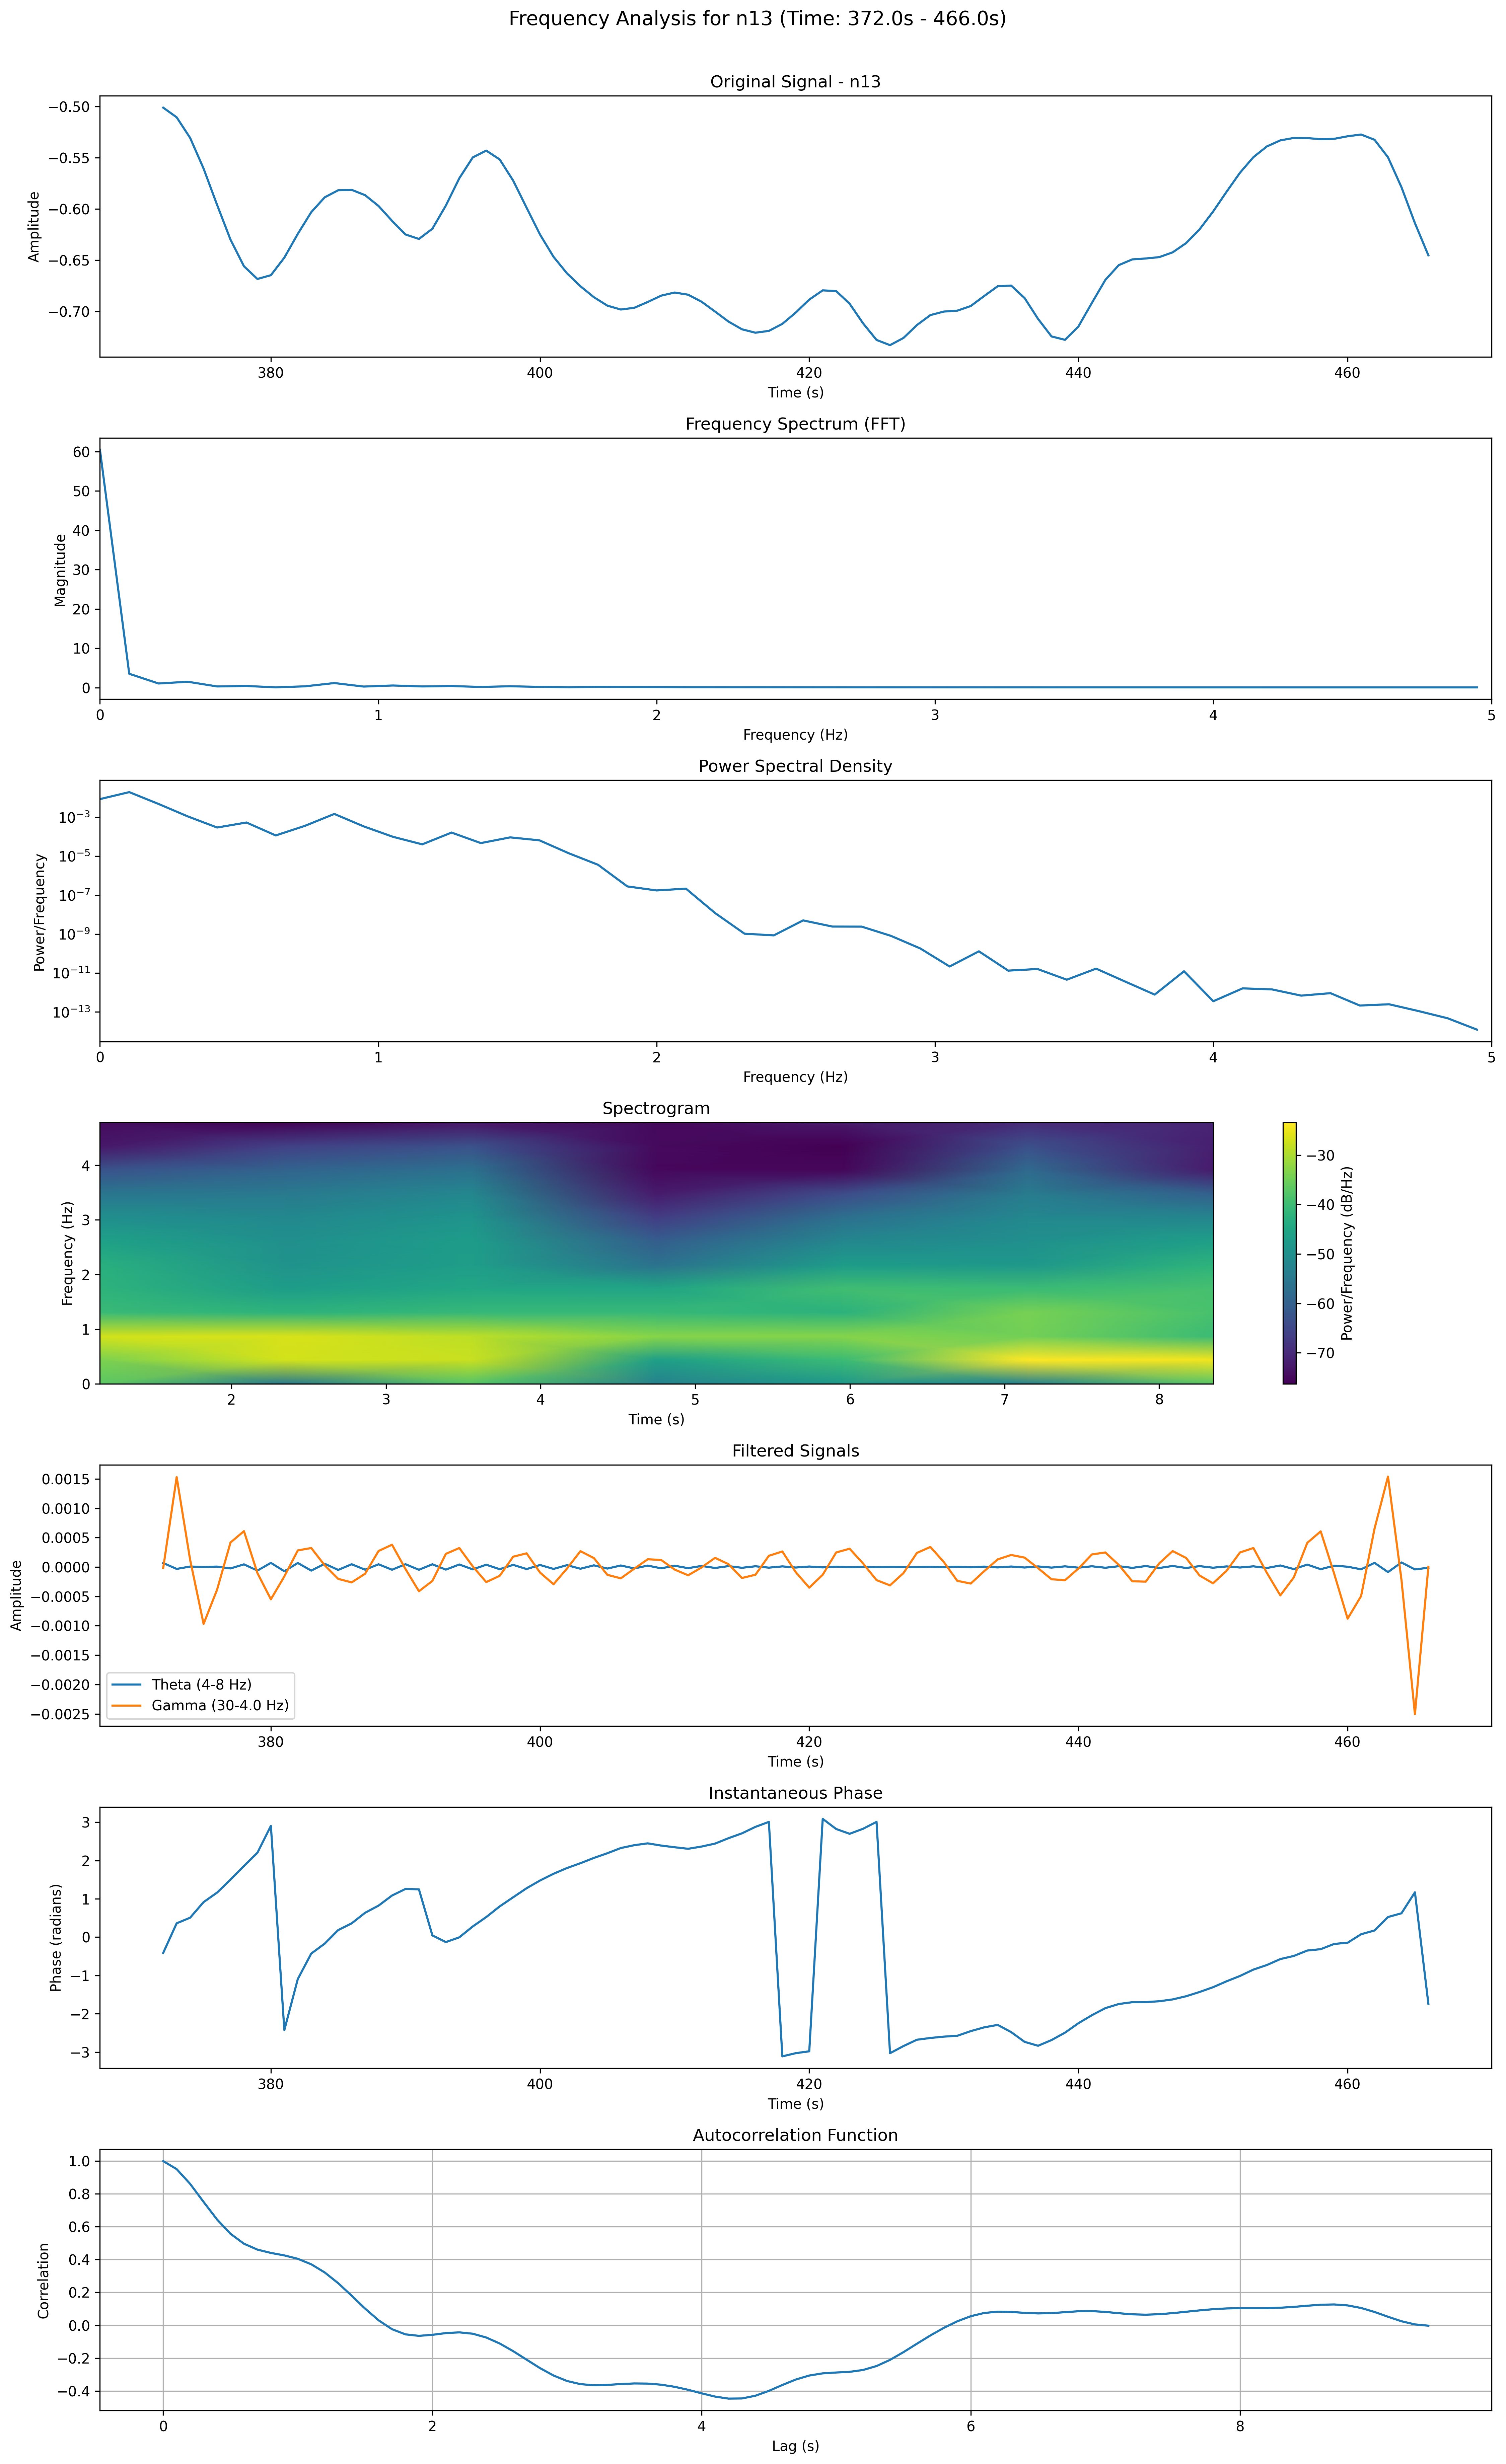 Frequency Analysis for n13 (Time: 372.0s - 466.0s)
Original Signal - n13
Amplitude
−0.50
−0.55
−0.60
−0.65
−0.70
380 400 420 440 460
Time (s)
Frequency Spectrum (FFT)
Magnitude
60
50
40
30
20
10
0
0 1 2 3 4 5
Frequency (Hz)
Power Spectral Density
Power/Frequency
10⁻³
10⁻⁵
10⁻⁷
10⁻⁹
10⁻¹¹
10⁻¹³
0 1 2 3 4 5
Frequency (Hz)
Spectrogram
Frequency (Hz)
4
3
2
1
0
2 3 4 5 6 7 8
Time (s)
−30
−40
−50
−60
−70
Power/Frequency (dB/Hz)
Filtered Signals
Amplitude
0.0015
0.0010
0.0005
0.0000
−0.0005
−0.0010
−0.0015
−0.0020
−0.0025
Theta (4-8 Hz)
Gamma (30-4.0 Hz)
380 400 420 440 460
Time (s)
Instantaneous Phase
Phase (radians)
3
2
1
0
−1
−2
−3
380 400 420 440 460
Time (s)
Autocorrelation Function
Correlation
1.0
0.8
0.6
0.4
0.2
0.0
−0.2
−0.4
0 2 4 6 8
Lag (s)